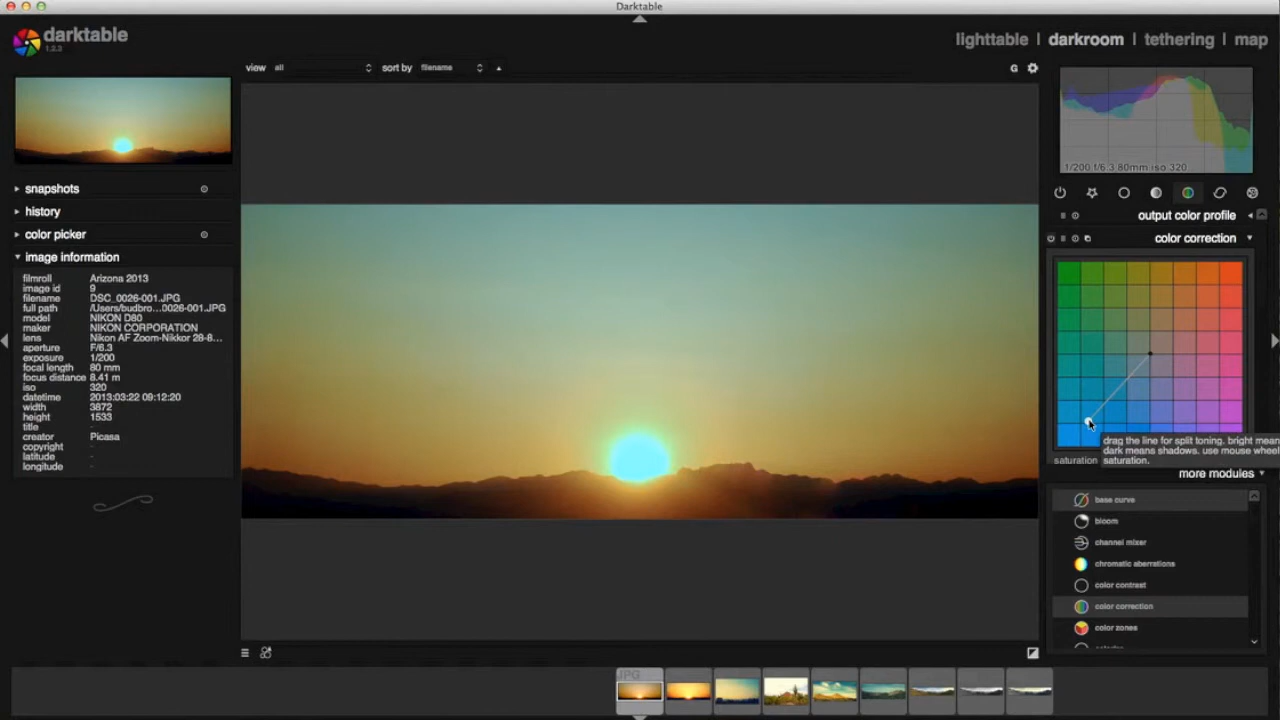 Darktable
darktable
1.2.3
lighttable | darkroom | tethering | map
view all sort by filename
G
1/200 f/6.3 80mm iso 320
snapshots
history
color picker
image information
filmroll Arizona 2013
image id 9
filename DSC_0026-001.JPG
full path /Users/budbro...0026-001.JPG
model NIKON D80
maker NIKON CORPORATION
lens Nikon AF Zoom-Nikkor 28-8...
aperture F/6.3
exposure 1/200
focal length 80 mm
focus distance 8.41 m
iso 320
datetime 2013:03:22 09:12:20
width 3872
height 1533
title -
creator Picasa
copyright -
latitude -
longitude -
output color profile
color correction
drag the line for split toning. bright mean
dark means shadows. use mouse wheel
saturation.
saturation
more modules
base curve
bloom
channel mixer
chromatic aberrations
color contrast
color correction
color zones
JPG